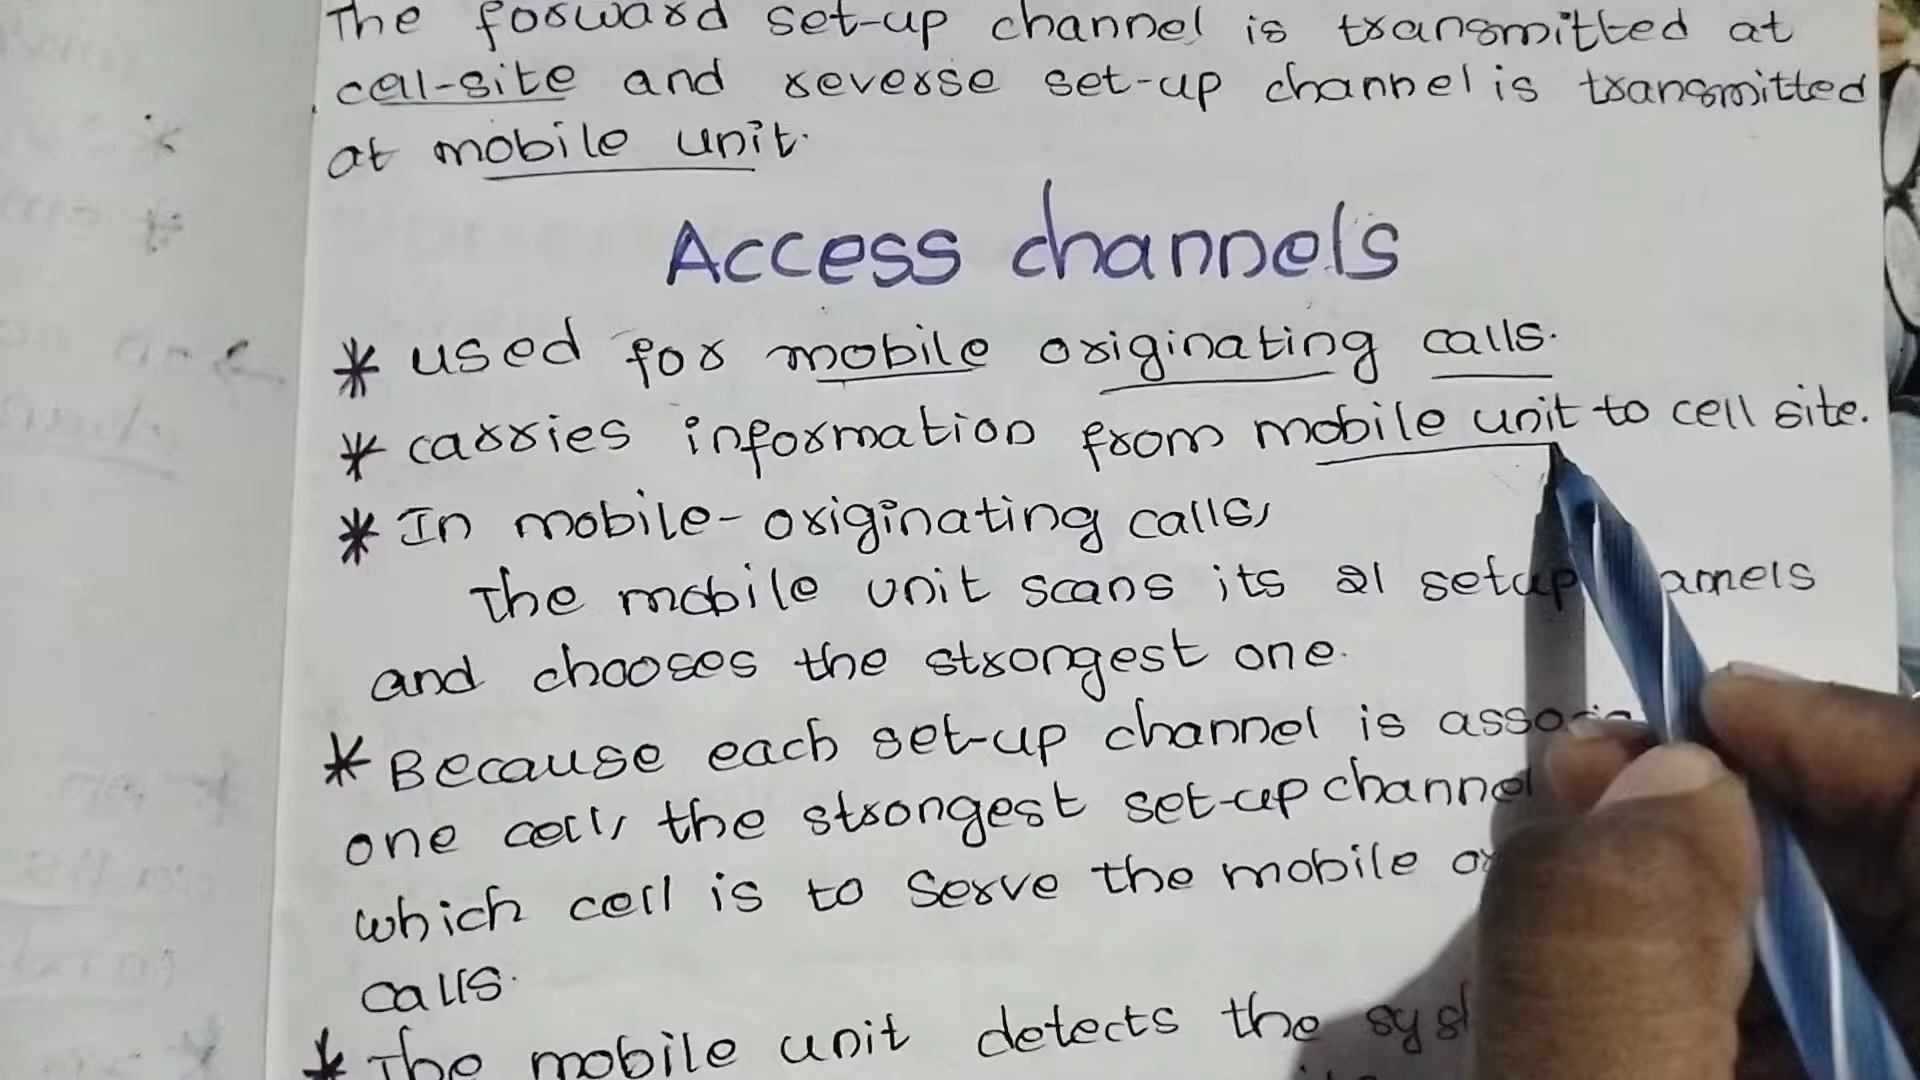 The forward set-up channel is transmitted at
cell-site and reverse set-up channel is transmitted
at mobile unit.
Access channels
* used for mobile originating calls.
* carries information from mobile unit to cell site.
* In mobile-originating calls,
The mobile unit scans its 21 setup
and chooses the strongest one.
* Because each set-up channel is
one cell, the strongest set-up channel
which cell is to serve the mobile
calls.
* The mobile unit detects the